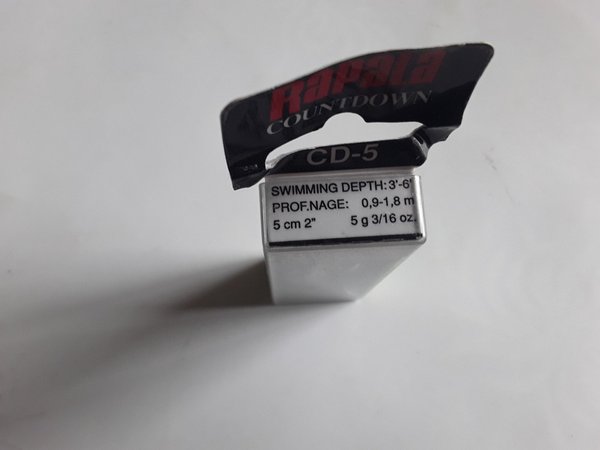 Rapala
COUNTDOWN
CD-5
SWIMMING DEPTH: 3'-6'
PROF.NAGE: 0,9-1,8 m
5 cm 2" 5 g 3/16 oz.